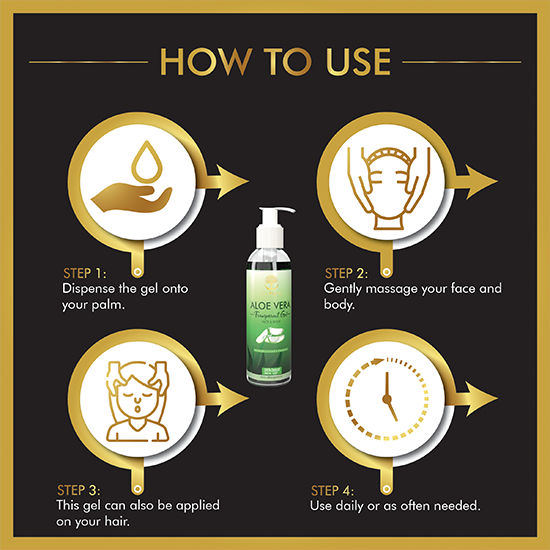 HOW TO USE
STEP 1:
Dispense the gel onto
your palm.
STEP 2:
Gently massage your face and
body.
ALOE VERA
Transparent Gel
STEP 3:
This gel can also be applied
on your hair.
STEP 4:
Use daily or as often needed.